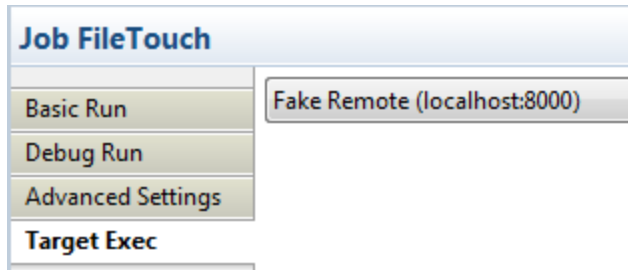 Job FileTouch
Basic Run
Fake Remote (localhost:8000)
Debug Run
Advanced Settings
Target Exec